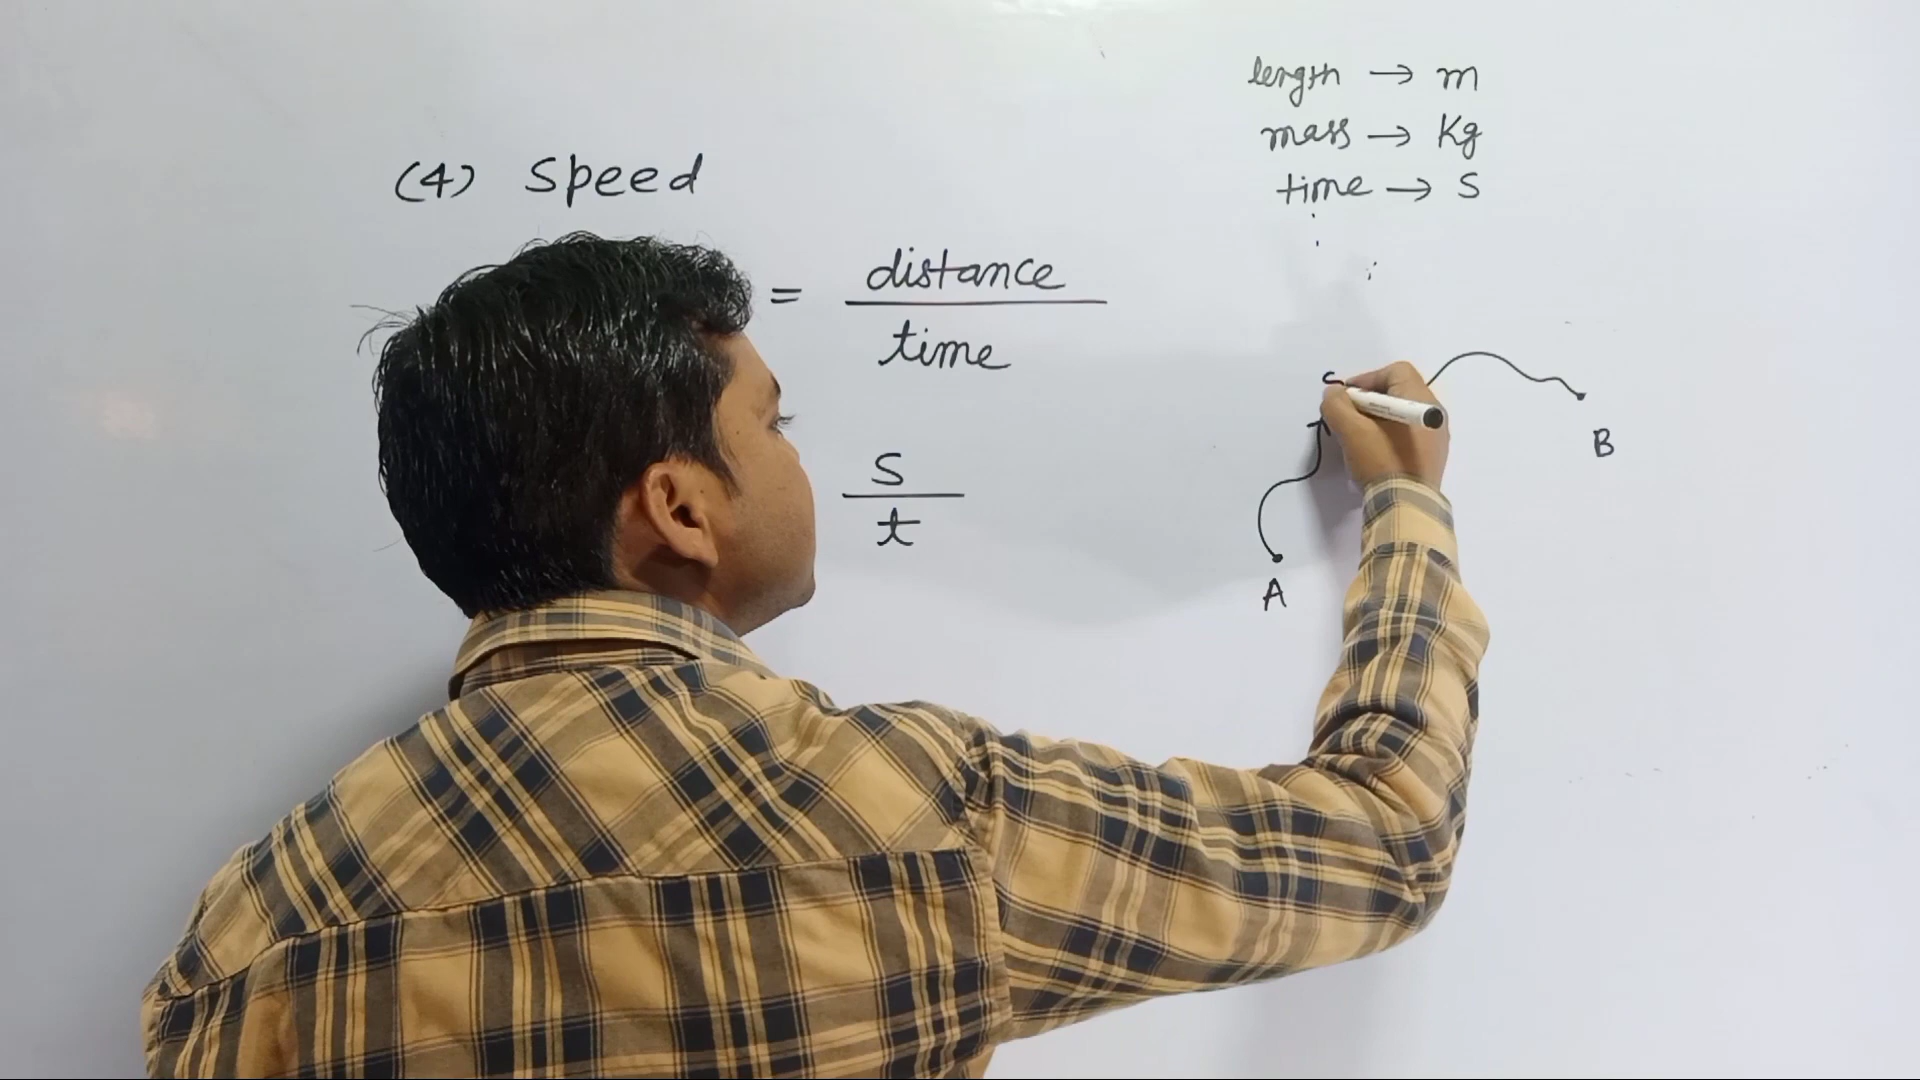 length → m
mass → Kg
time → S
(4) Speed
= distance
time
S
t
S
B
A